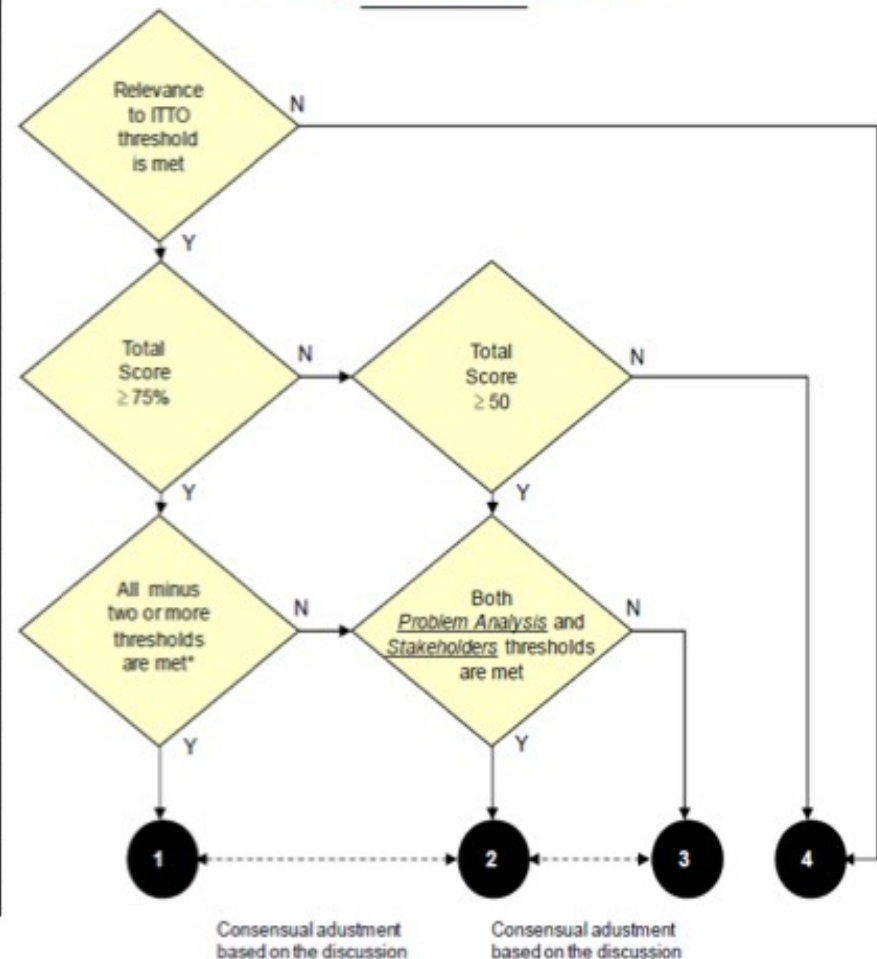 Relevance
to ITTO
threshold
is met
N
Y
Total
Score
≥ 75%
N
Total
Score
≥ 50
N
Y
Y
All minus
two or more
thresholds
are met*
N
Both
Problem Analysis and
Stakeholders thresholds
are met
N
Y
Y
1
2
3
4
Consensual adustment
based on the discussion
Consensual adustment
based on the discussion